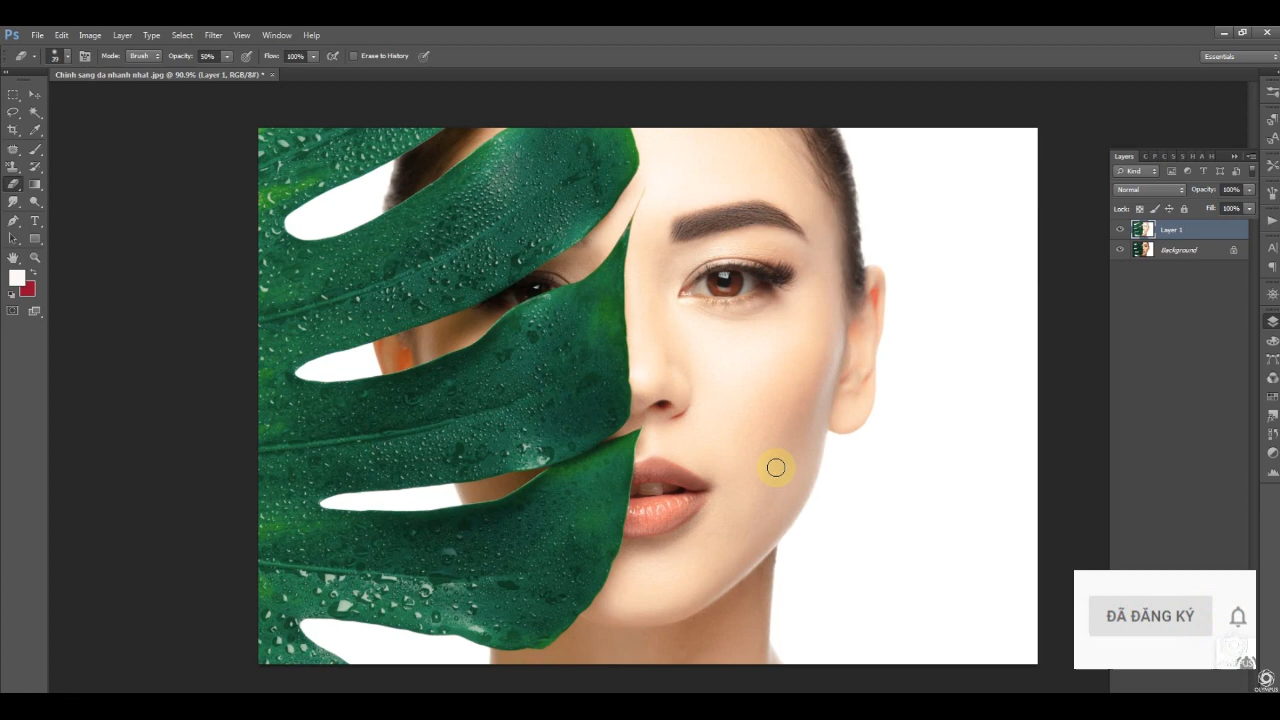 Ps File Edit Image Layer Type Select Filter View Window Help
39 Mode: Brush Opacity: 50% Flow: 100% Erase to History Essentials
Chinh sang da nhanh nhat .jpg @ 90.9% (Layer 1, RGB/8#) * ×
Layers C P C S S H A H
Kind
Normal Opacity: 100%
Lock: Fill: 100%
Layer 1
Background
ĐÃ ĐĂNG KÝ
OLYMPUS